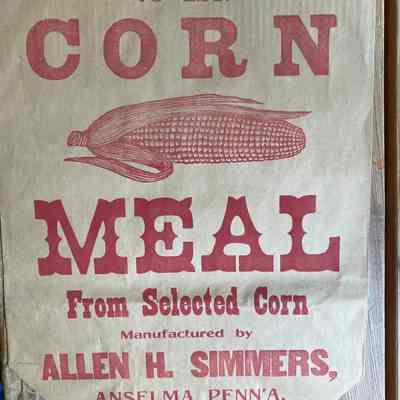 CORN
MEAL
From Selected Corn
Manufactured by
ALLEN H. SIMMERS,
ANSELMA PENN'A.